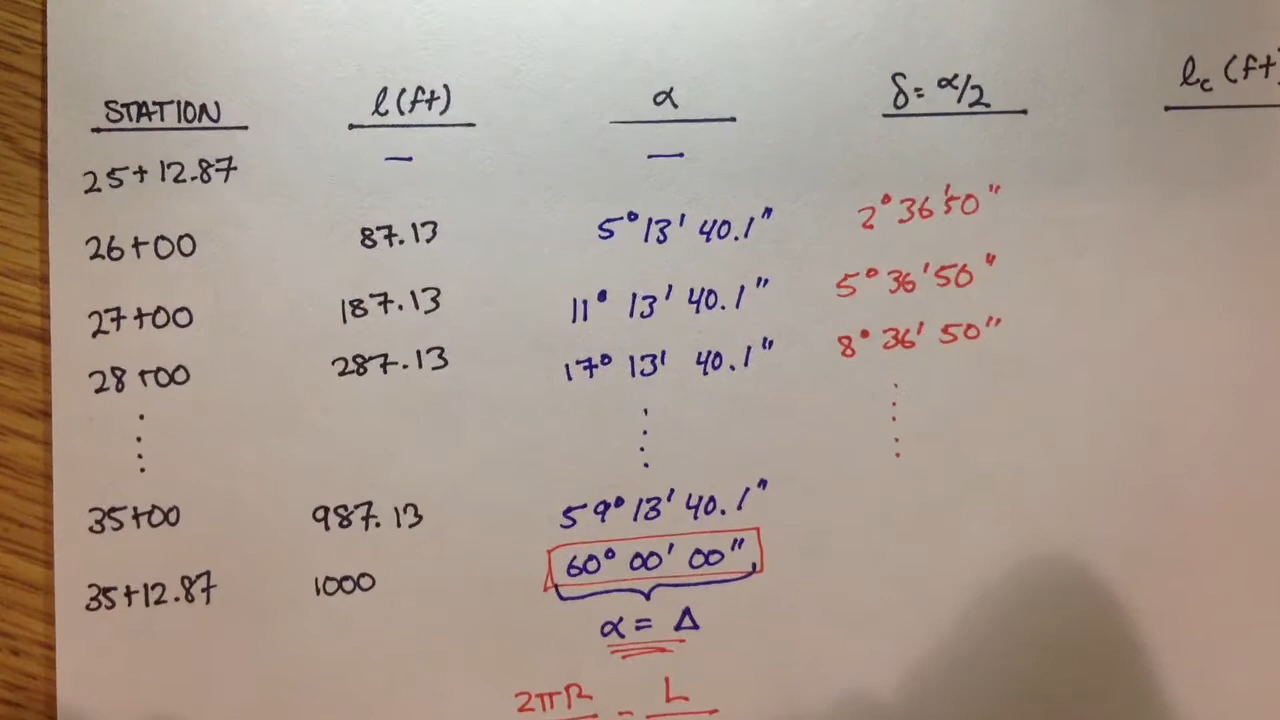 STATION l(ft) α δ = α/2 lc (ft)
25+12.87 — —
26+00 87.13 5° 13' 40.1" 2° 36' 50"
27+00 187.13 11° 13' 40.1" 5° 36' 50"
28+00 287.13 17° 13' 40.1" 8° 36' 50"
35+00 987.13 59° 13' 40.1"
35+12.87 1000 60° 00' 00"
α = Δ
2πR = L